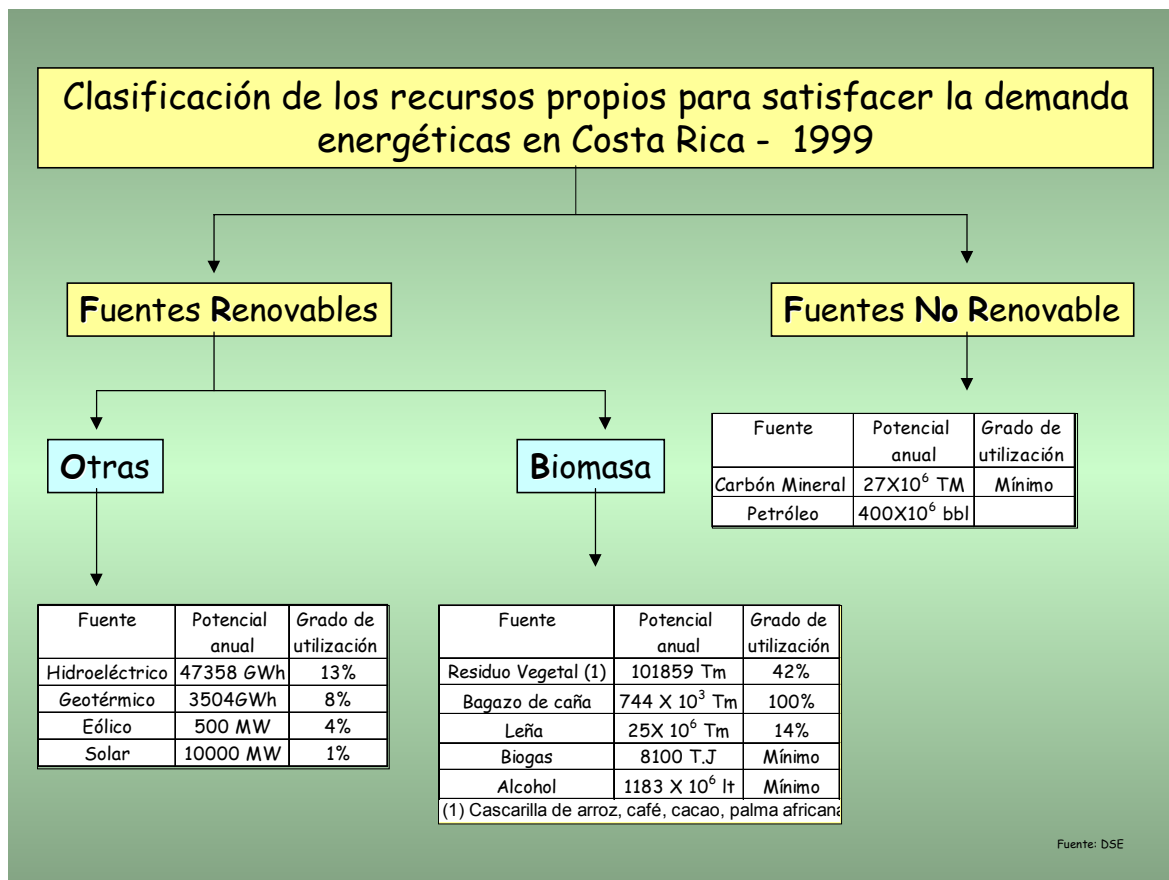 Clasificación de los recursos propios para satisfacer la demanda
energéticas en Costa Rica - 1999
Fuentes Renovables
Fuentes No Renovable
Otras
Biomasa
Fuente Potencial anual Grado de utilización
Carbón Mineral 27X10⁶ TM Mínimo
Petróleo 400X10⁶ bbl
Fuente Potencial anual Grado de utilización
Hidroeléctrico 47358 GWh 13%
Geotérmico 3504GWh 8%
Eólico 500 MW 4%
Solar 10000 MW 1%
Fuente Potencial anual Grado de utilización
Residuo Vegetal (1) 101859 Tm 42%
Bagazo de caña 744 X 10³ Tm 100%
Leña 25X 10⁶ Tm 14%
Biogas 8100 T.J Mínimo
Alcohol 1183 X 10⁶ lt Mínimo
(1) Cascarilla de arroz, café, cacao, palma africana
Fuente: DSE